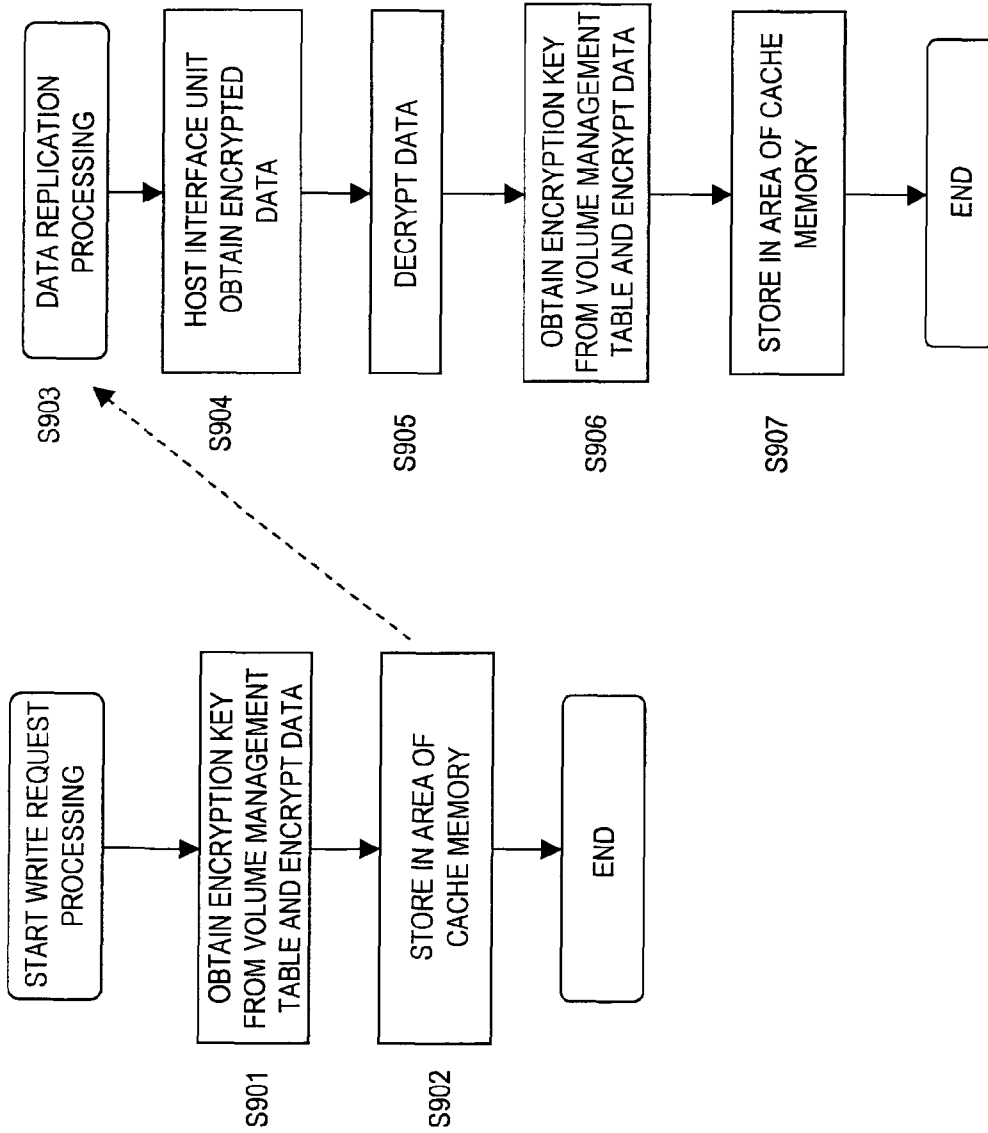 START WRITE REQUEST
PROCESSING
S901
OBTAIN ENCRYPTION KEY
FROM VOLUME MANAGEMENT
TABLE AND ENCRYPT DATA
S902
STORE IN AREA OF
CACHE MEMORY
END
S903
DATA REPLICATION
PROCESSING
S904
HOST INTERFACE UNIT
OBTAIN ENCRYPTED
DATA
S905
DECRYPT DATA
S906
OBTAIN ENCRYPTION KEY
FROM VOLUME MANAGEMENT
TABLE AND ENCRYPT DATA
S907
STORE IN AREA OF CACHE
MEMORY
END